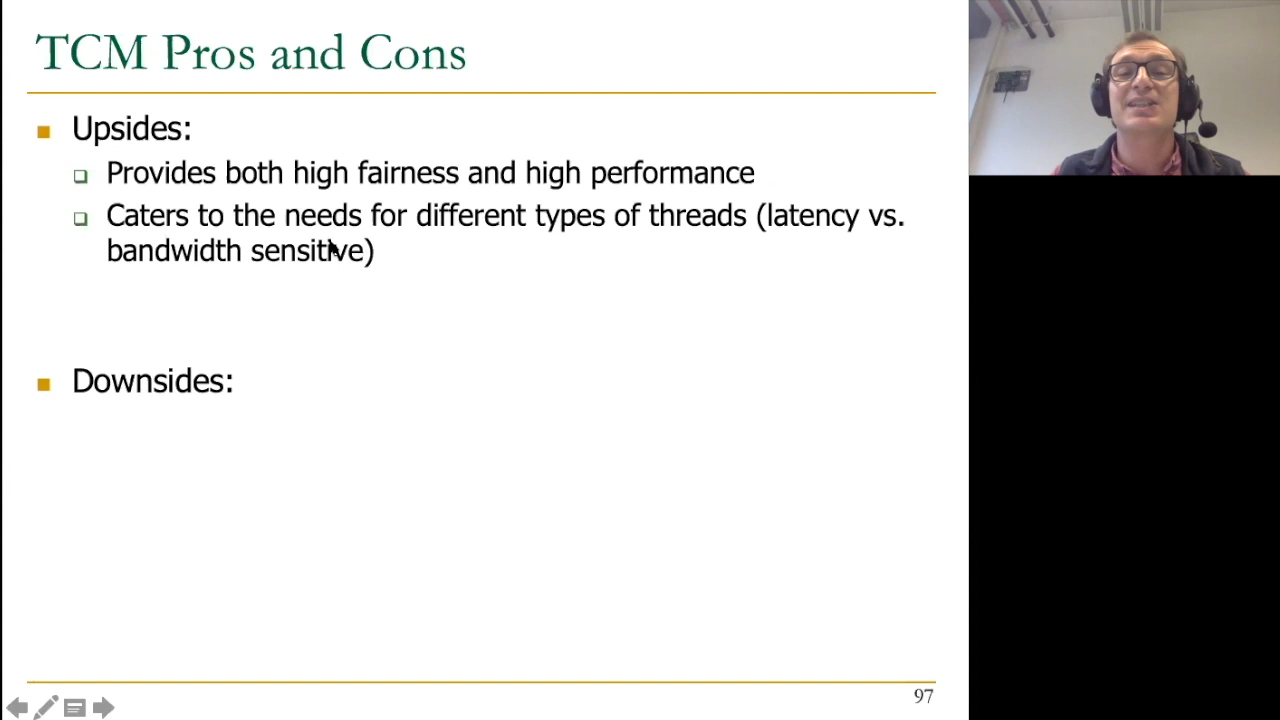 TCM Pros and Cons
Upsides:
Provides both high fairness and high performance
Caters to the needs for different types of threads (latency vs.
bandwidth sensitive)
Downsides:
97